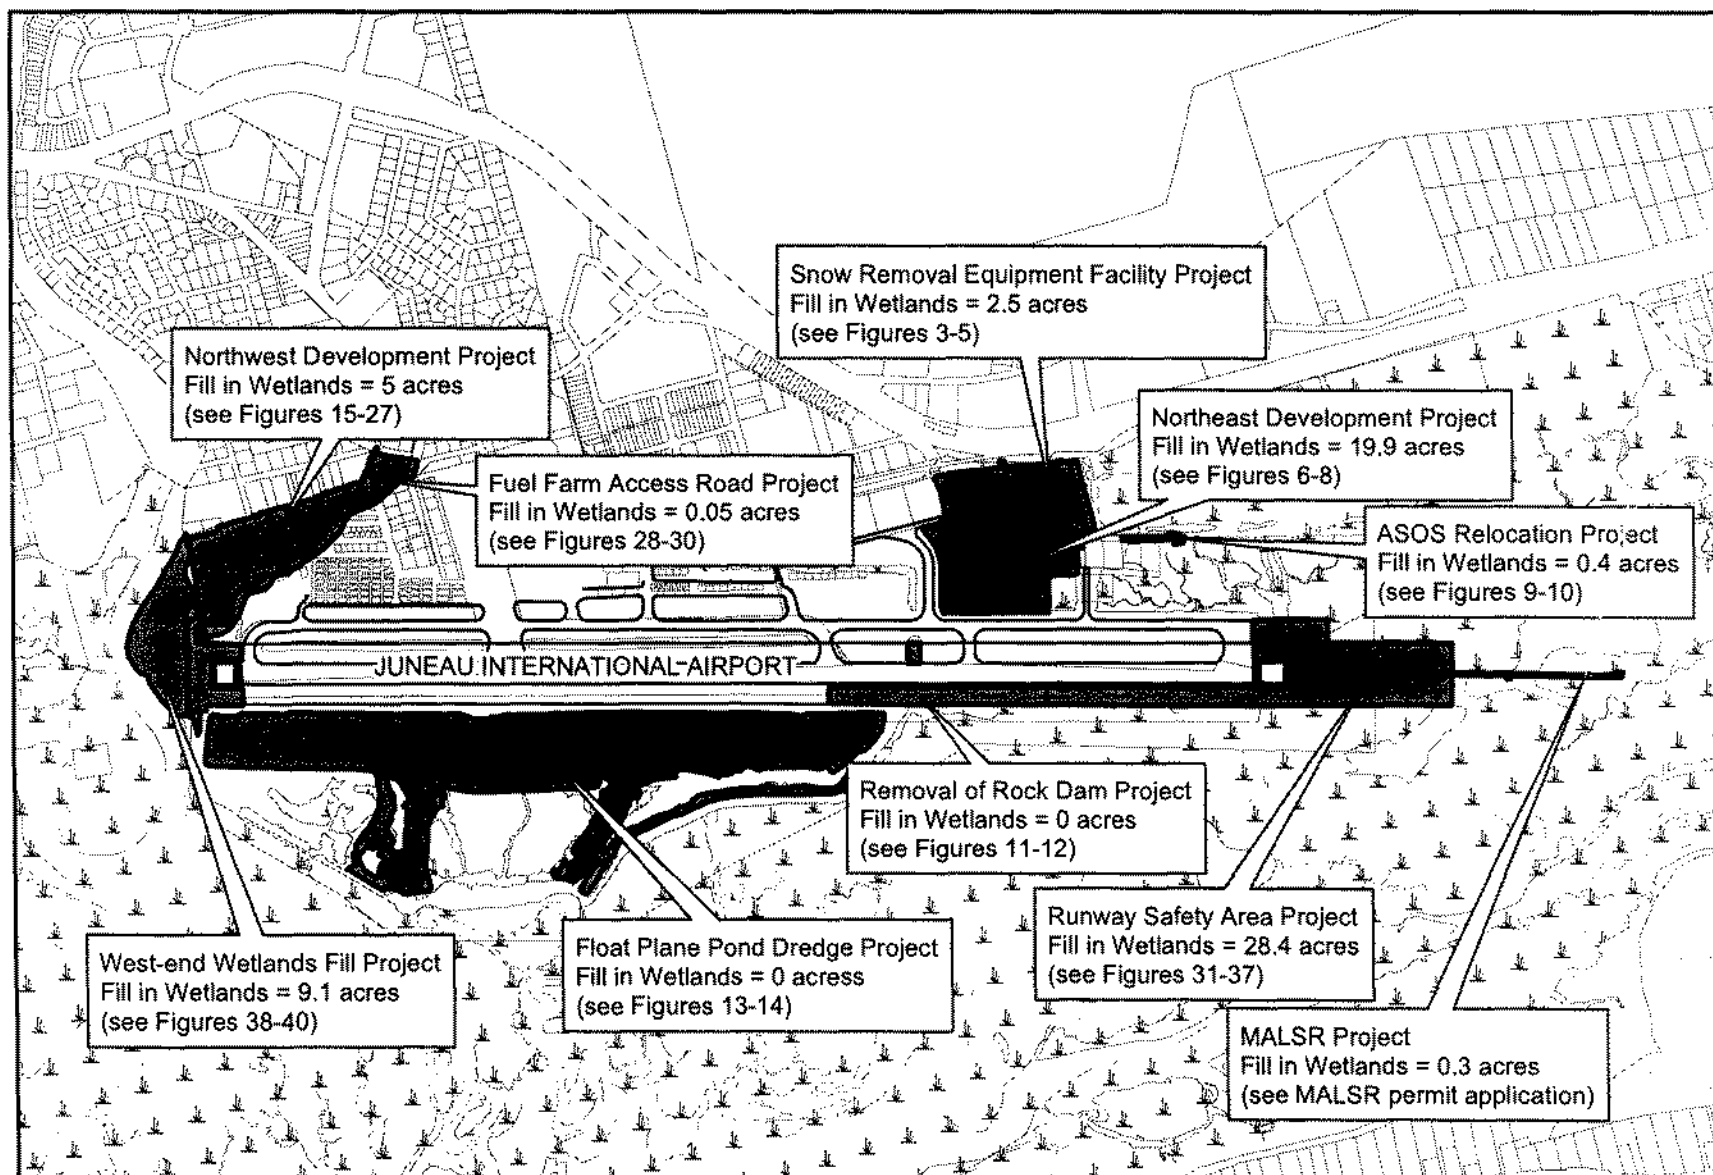 Snow Removal Equipment Facility Project
Fill in Wetlands = 2.5 acres
(see Figures 3-5)
Northwest Development Project
Fill in Wetlands = 5 acres
(see Figures 15-27)
Northeast Development Project
Fill in Wetlands = 19.9 acres
(see Figures 6-8)
Fuel Farm Access Road Project
Fill in Wetlands = 0.05 acres
(see Figures 28-30)
ASOS Relocation Project
Fill in Wetlands = 0.4 acres
(see Figures 9-10)
JUNEAU INTERNATIONAL AIRPORT
Removal of Rock Dam Project
Fill in Wetlands = 0 acres
(see Figures 11-12)
Runway Safety Area Project
Fill in Wetlands = 28.4 acres
(see Figures 31-37)
Float Plane Pond Dredge Project
Fill in Wetlands = 0 acress
(see Figures 13-14)
West-end Wetlands Fill Project
Fill in Wetlands = 9.1 acres
(see Figures 38-40)
MALSR Project
Fill in Wetlands = 0.3 acres
(see MALSR permit application)